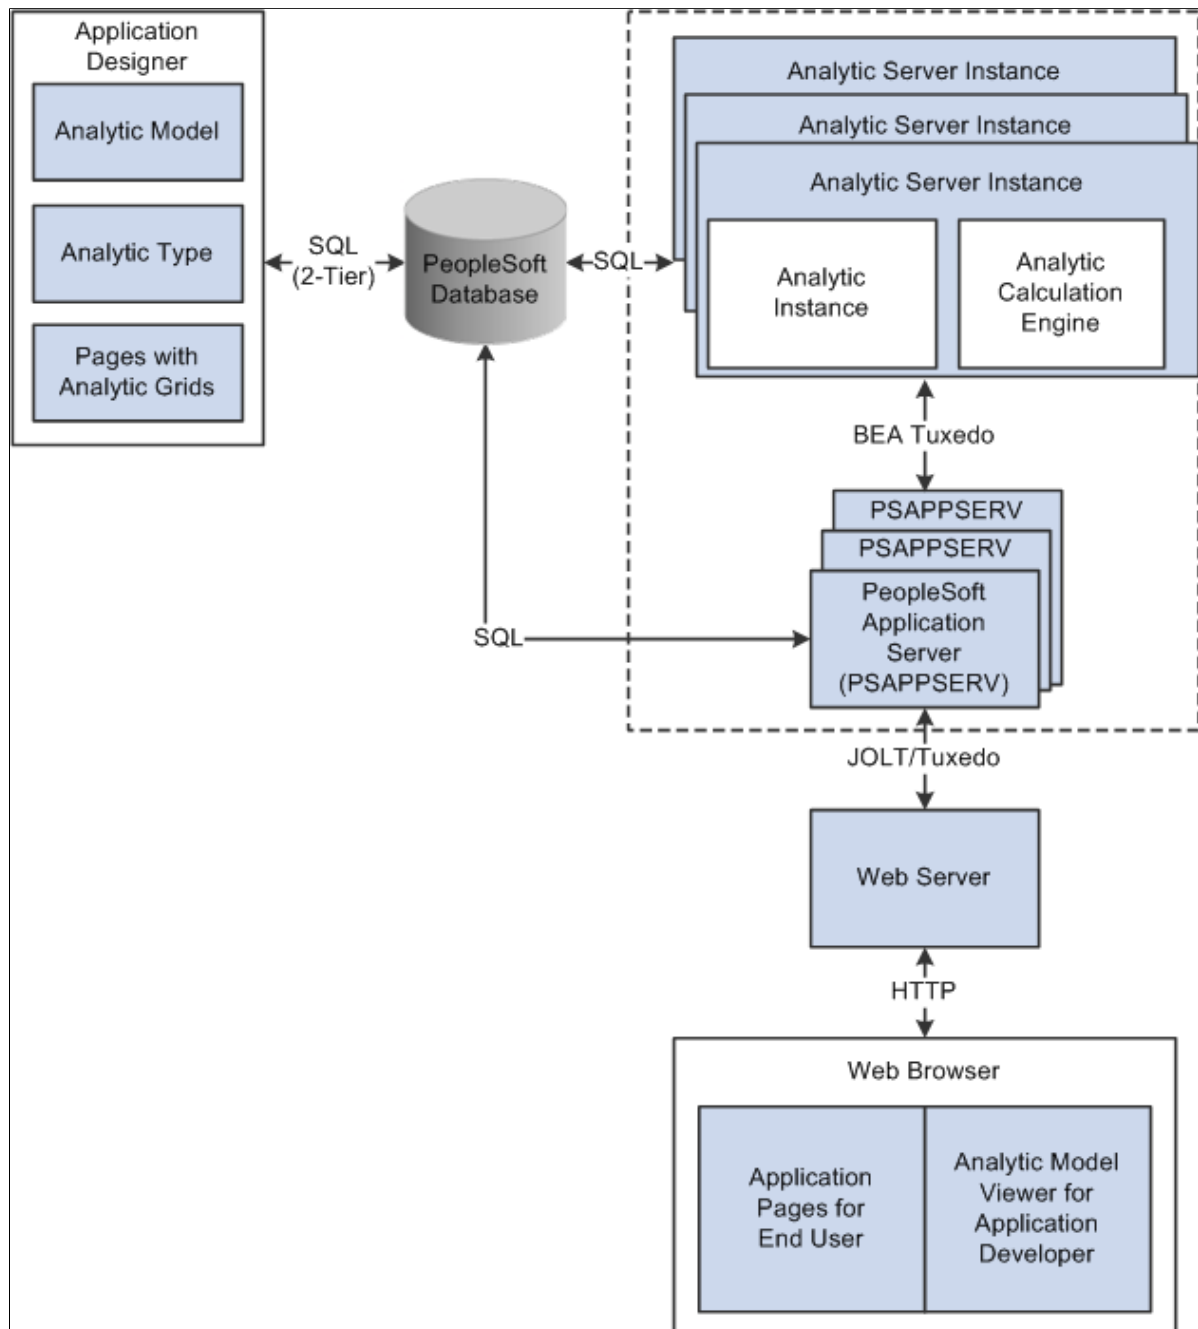 Application
Designer
Analytic Model
Analytic Type
Pages with
Analytic Grids
SQL
(2-Tier)
PeopleSoft
Database
SQL
Analytic Server Instance
Analytic Server Instance
Analytic Server Instance
Analytic
Instance
Analytic
Calculation
Engine
BEA Tuxedo
PSAPPSERV
PSAPPSERV
PeopleSoft
Application
Server
(PSAPPSERV)
SQL
JOLT/Tuxedo
Web Server
HTTP
Web Browser
Application
Pages for
End User
Analytic Model
Viewer for
Application
Developer